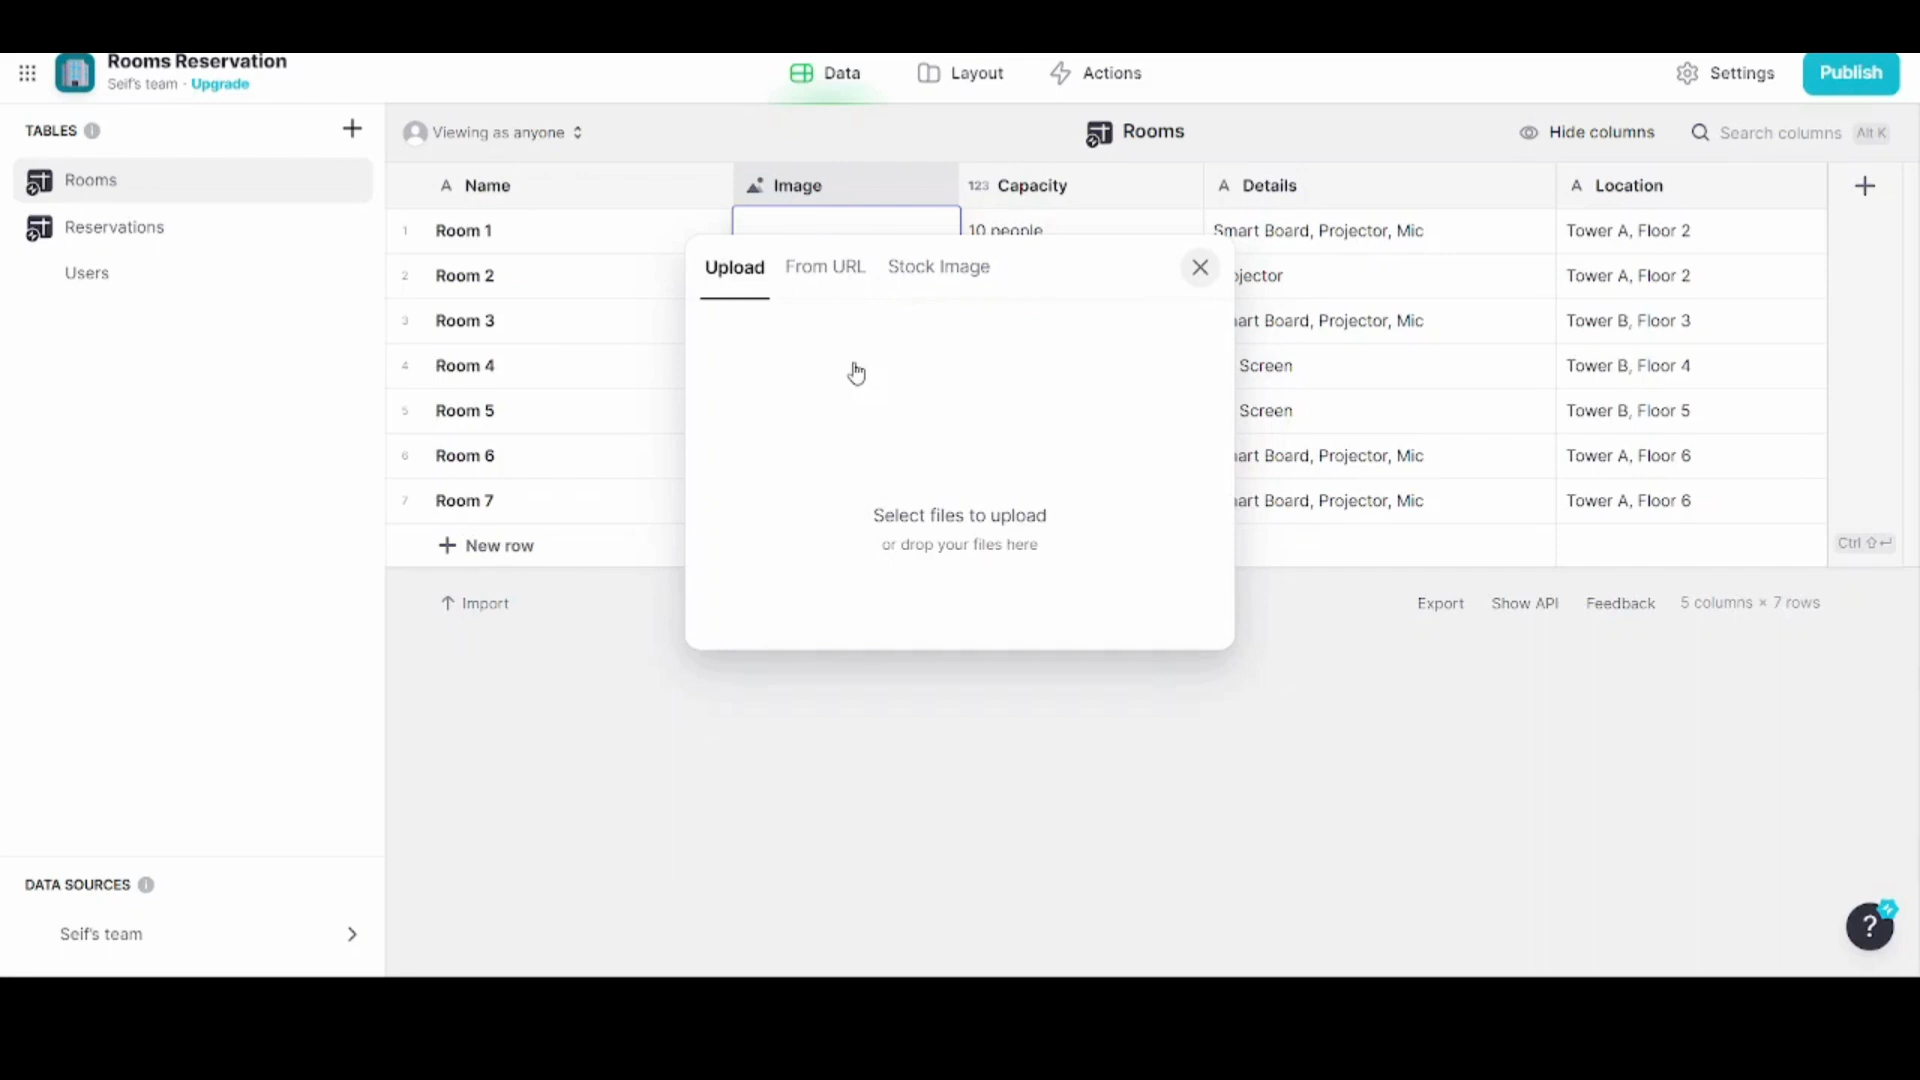 Rooms Reservation
Seif's team · Upgrade
Data
Layout
Actions
Settings
Publish
TABLES
Rooms
Reservations
Users
Viewing as anyone
Rooms
Hide columns
Search columns Alt K
A Name
Image
123 Capacity
A Details
A Location
1 Room 1 10 people Smart Board, Projector, Mic Tower A, Floor 2
2 Room 2 ojector Tower A, Floor 2
3 Room 3 art Board, Projector, Mic Tower B, Floor 3
4 Room 4 Screen Tower B, Floor 4
5 Room 5 Screen Tower B, Floor 5
6 Room 6 art Board, Projector, Mic Tower A, Floor 6
7 Room 7 art Board, Projector, Mic Tower A, Floor 6
New row
Ctrl
Import
Export
Show API
Feedback
5 columns × 7 rows
Upload
From URL
Stock Image
Select files to upload
or drop your files here
DATA SOURCES
Seif's team
?